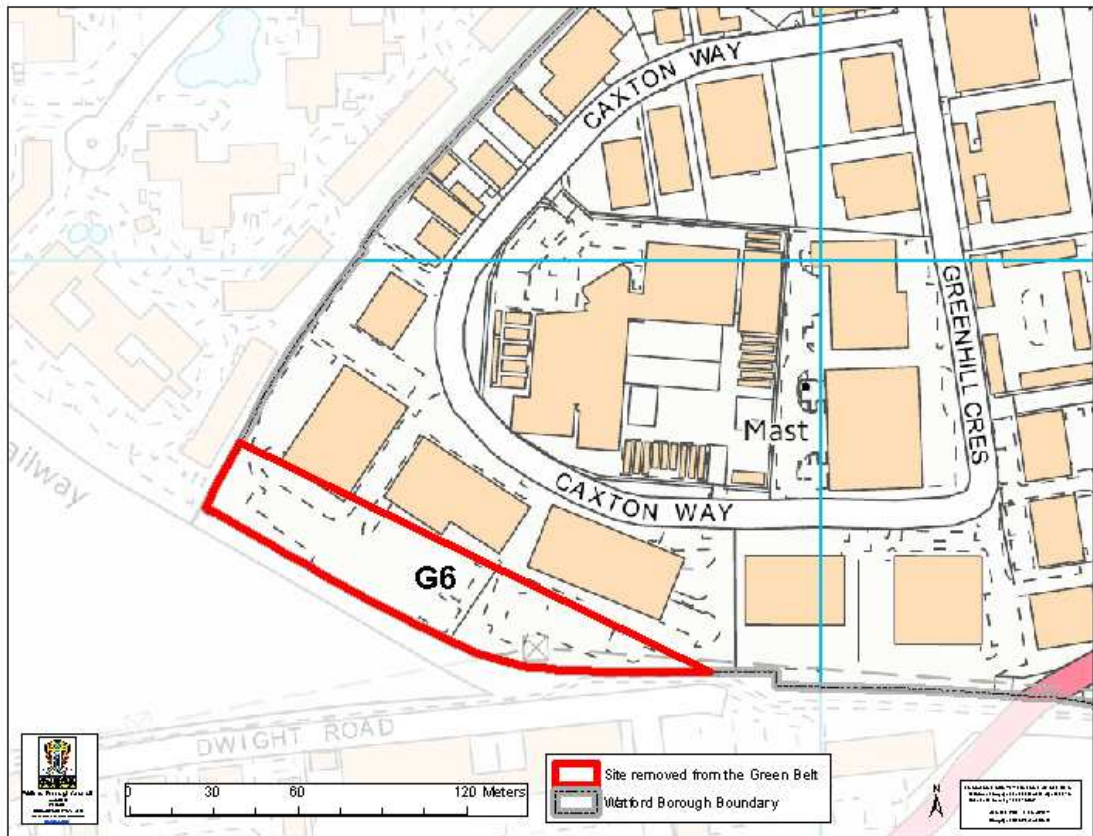 CAXTON WAY
GREENHILL CRES
Mast
CAXTON WAY
ailway
G6
DWIGHT ROAD
0 30 60 120 Meters
Site removed from the Green Belt
Watford Borough Boundary
N